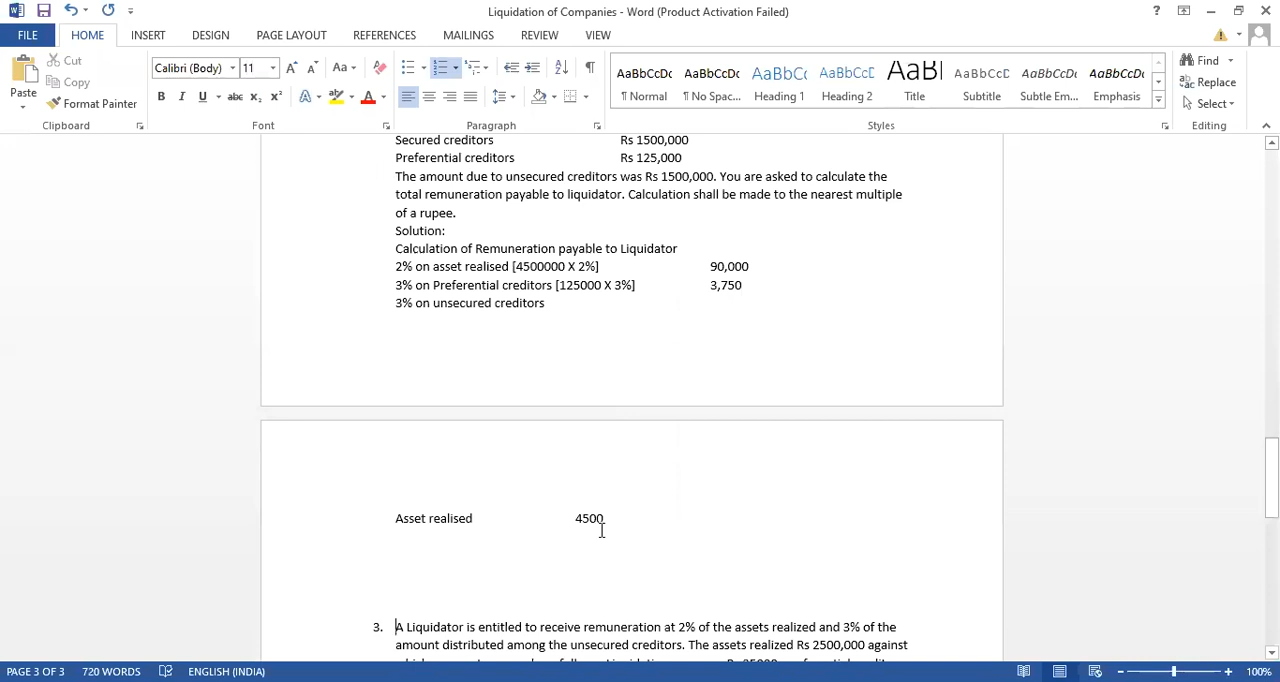 Liquidation of Companies - Word (Product Activation Failed)
FILE HOME INSERT DESIGN PAGE LAYOUT REFERENCES MAILINGS REVIEW VIEW
Paste
Cut
Copy
Format Painter
Clipboard
Calibri (Body) 11
Font
Paragraph
AaBbCcDc AaBbCcDc AaBbCc AaBbCcD AaBl AaBbCcD AaBbCcDc AaBbCcDc
¶ Normal ¶ No Spac... Heading 1 Heading 2 Title Subtitle Subtle Em... Emphasis
Styles
Find
Replace
Select
Editing
Secured creditors Rs 1500,000
Preferential creditors Rs 125,000
The amount due to unsecured creditors was Rs 1500,000. You are asked to calculate the
total remuneration payable to liquidator. Calculation shall be made to the nearest multiple
of a rupee.
Solution:
Calculation of Remuneration payable to Liquidator
2% on asset realised [4500000 X 2%] 90,000
3% on Preferential creditors [125000 X 3%] 3,750
3% on unsecured creditors
Asset realised 4500
3. A Liquidator is entitled to receive remuneration at 2% of the assets realized and 3% of the
amount distributed among the unsecured creditors. The assets realized Rs 2500,000 against
PAGE 3 OF 3 720 WORDS ENGLISH (INDIA) 100%